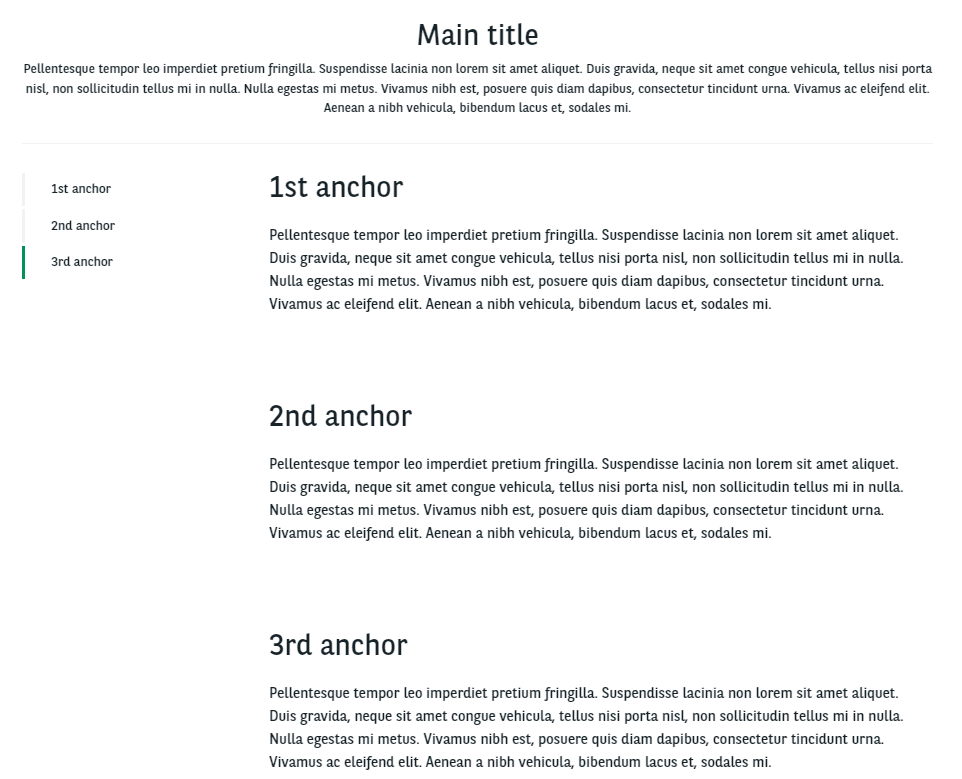 Main title
Pellentesque tempor leo imperdiet pretium fringilla. Suspendisse lacinia non lorem sit amet aliquet. Duis gravida, neque sit amet congue vehicula, tellus nisi porta
nisl, non sollicitudin tellus mi in nulla. Nulla egestas mi metus. Vivamus nibh est, posuere quis diam dapibus, consectetur tincidunt urna. Vivamus ac eleifend elit.
Aenean a nibh vehicula, bibendum lacus et, sodales mi.
1st anchor
2nd anchor
3rd anchor
1st anchor
Pellentesque tempor leo imperdiet pretium fringilla. Suspendisse lacinia non lorem sit amet aliquet.
Duis gravida, neque sit amet congue vehicula, tellus nisi porta nisl, non sollicitudin tellus mi in nulla.
Nulla egestas mi metus. Vivamus nibh est, posuere quis diam dapibus, consectetur tincidunt urna.
Vivamus ac eleifend elit. Aenean a nibh vehicula, bibendum lacus et, sodales mi.
2nd anchor
Pellentesque tempor leo imperdiet pretium fringilla. Suspendisse lacinia non lorem sit amet aliquet.
Duis gravida, neque sit amet congue vehicula, tellus nisi porta nisl, non sollicitudin tellus mi in nulla.
Nulla egestas mi metus. Vivamus nibh est, posuere quis diam dapibus, consectetur tincidunt urna.
Vivamus ac eleifend elit. Aenean a nibh vehicula, bibendum lacus et, sodales mi.
3rd anchor
Pellentesque tempor leo imperdiet pretium fringilla. Suspendisse lacinia non lorem sit amet aliquet.
Duis gravida, neque sit amet congue vehicula, tellus nisi porta nisl, non sollicitudin tellus mi in nulla.
Nulla egestas mi metus. Vivamus nibh est, posuere quis diam dapibus, consectetur tincidunt urna.
Vivamus ac eleifend elit. Aenean a nibh vehicula, bibendum lacus et, sodales mi.